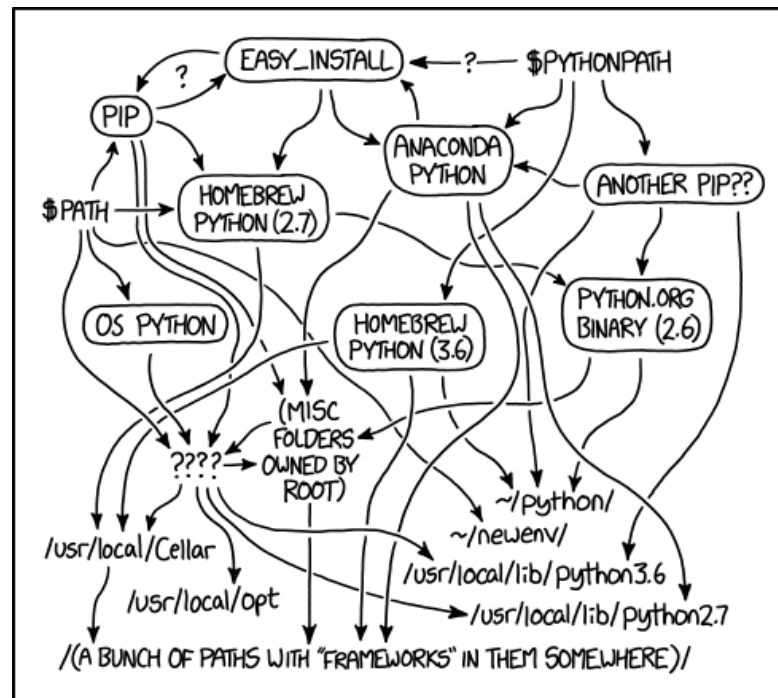 EASY_INSTALL
?
?
$PYTHONPATH
PIP
ANACONDA
PYTHON
ANOTHER PIP??
HOMEBREW
PYTHON (2.7)
$PATH
OS PYTHON
HOMEBREW
PYTHON (3.6)
PYTHON.ORG
BINARY (2.6)
(MISC
FOLDERS
OWNED BY
ROOT)
????
~/python/
~/newenv/
/usr/local/Cellar
/usr/local/lib/python3.6
/usr/local/opt
/usr/local/lib/python2.7
/(A BUNCH OF PATHS WITH "FRAMEWORKS" IN THEM SOMEWHERE)/